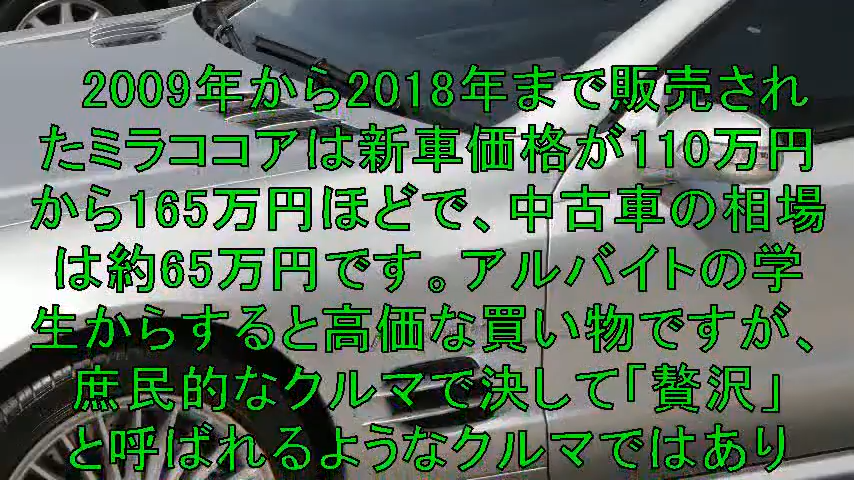 2009年から2018年まで販売され
たミラココアは新車価格が110万円
から165万円ほどで、中古車の相場
は約65万円です。アルバイトの学
生からすると高価な買い物ですが、
庶民的なクルマで決して「贅沢」
と呼ばれるようなクルマではあり